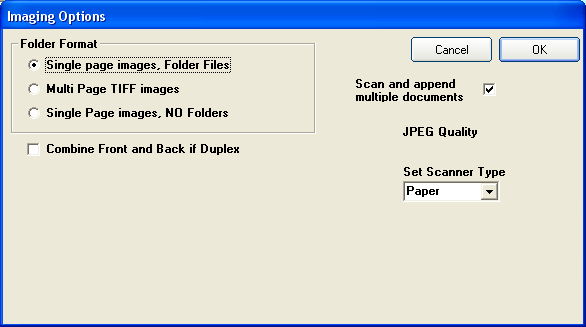 Imaging Options
Folder Format
Single page images, Folder Files
Multi Page TIFF images
Single Page images, NO Folders
Combine Front and Back if Duplex
Cancel
OK
Scan and append
multiple documents
JPEG Quality
Set Scanner Type
Paper